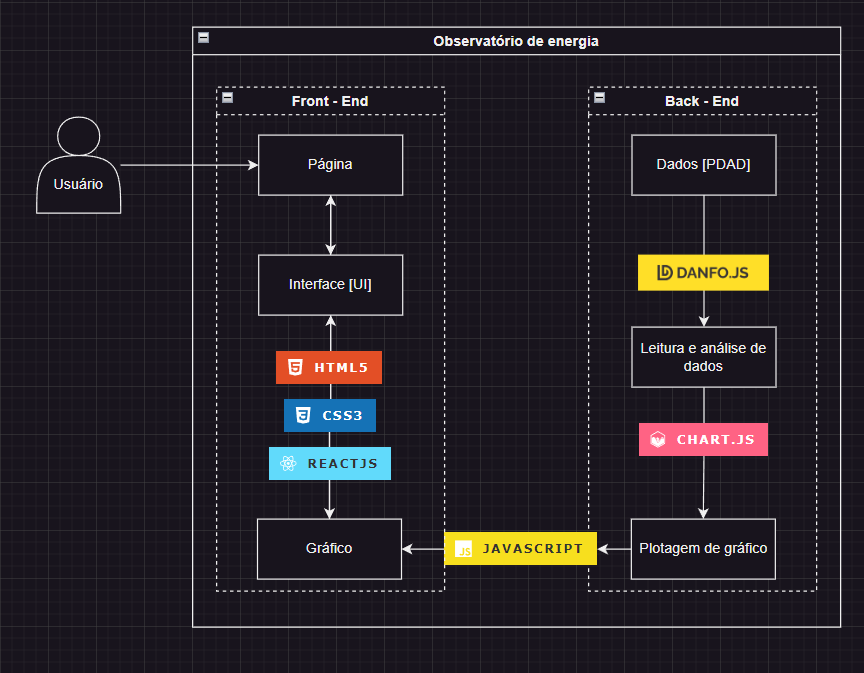 Observatório de energia
Front - End
Back - End
Usuário
Página
Dados [PDAD]
Interface [UI]
DANFO.JS
Leitura e análise de
dados
HTML5
CSS3
REACTJS
CHART.JS
Gráfico
JS JAVASCRIPT
Plotagem de gráfico